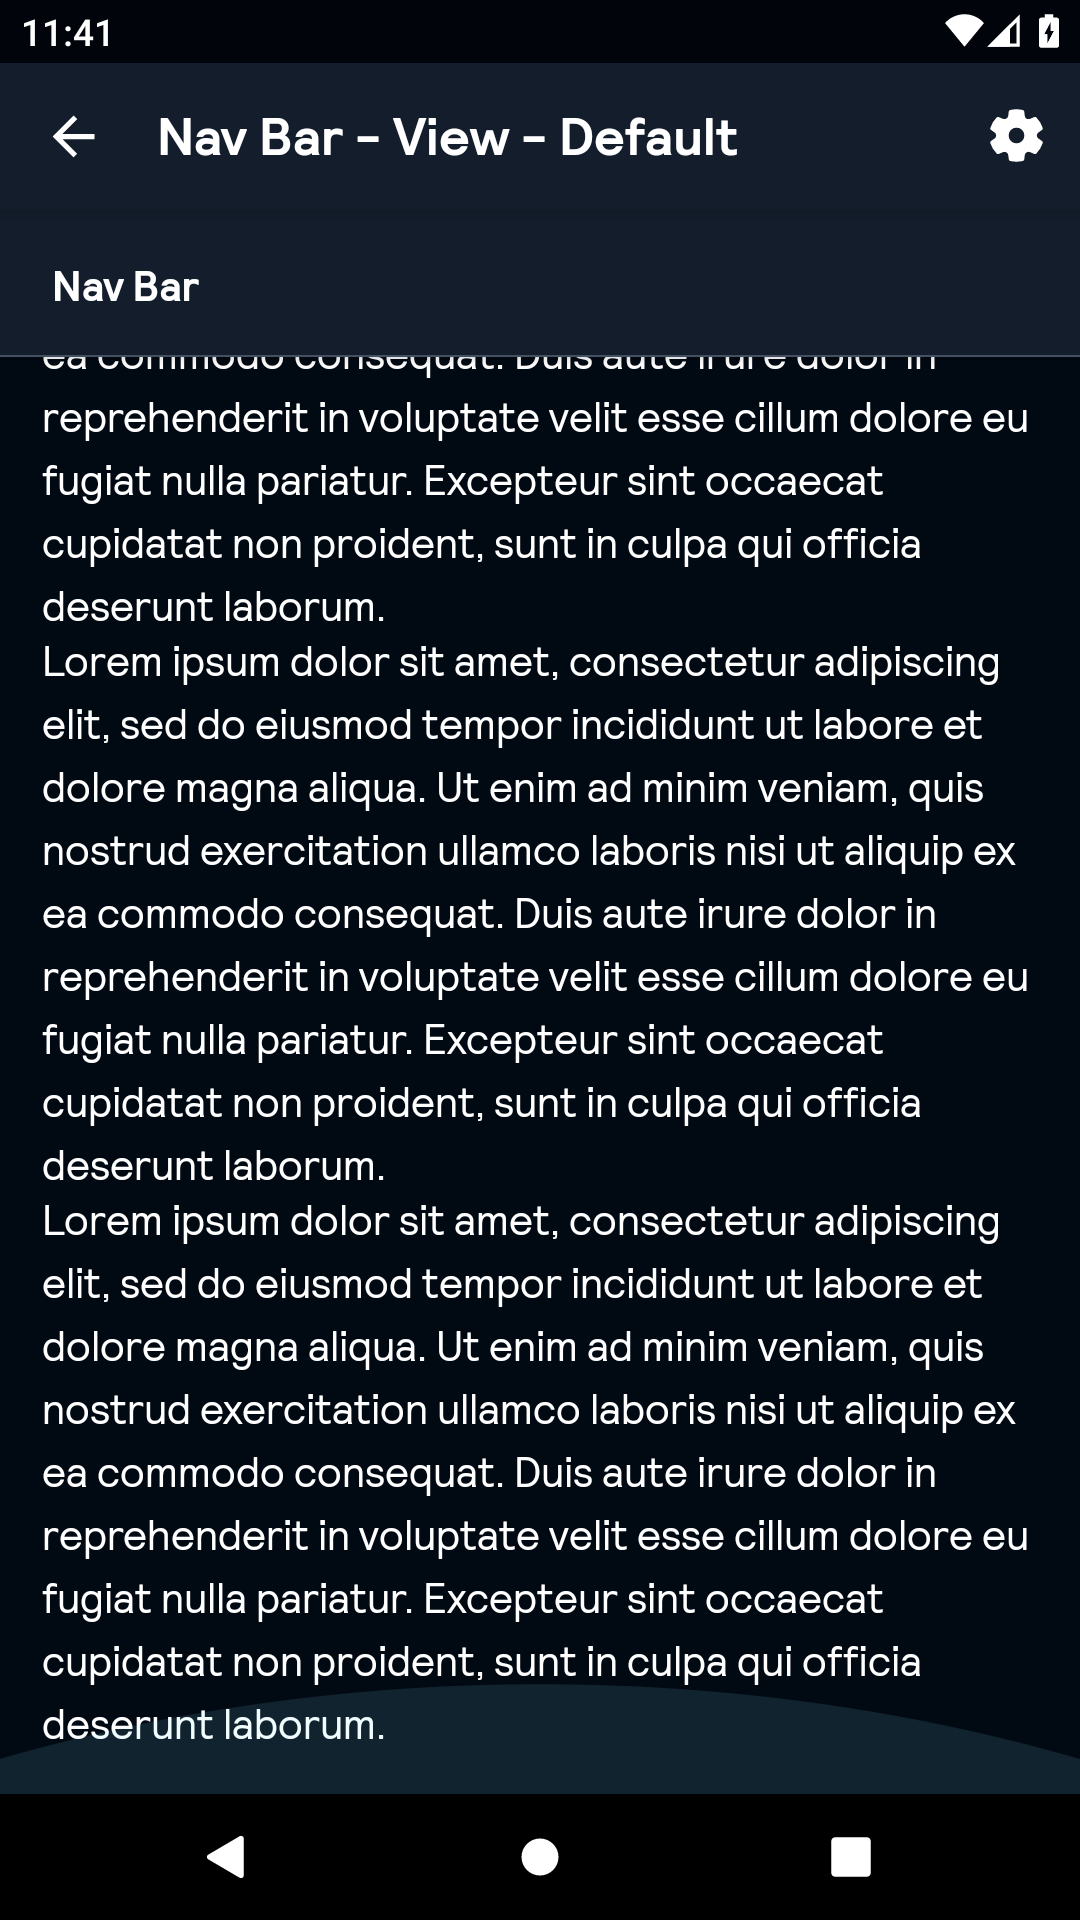 11:41
Nav Bar - View - Default
Nav Bar
ea commodo consequat. Duis aute irure dolor in
reprehenderit in voluptate velit esse cillum dolore eu
fugiat nulla pariatur. Excepteur sint occaecat
cupidatat non proident, sunt in culpa qui officia
deserunt laborum.
Lorem ipsum dolor sit amet, consectetur adipiscing
elit, sed do eiusmod tempor incididunt ut labore et
dolore magna aliqua. Ut enim ad minim veniam, quis
nostrud exercitation ullamco laboris nisi ut aliquip ex
ea commodo consequat. Duis aute irure dolor in
reprehenderit in voluptate velit esse cillum dolore eu
fugiat nulla pariatur. Excepteur sint occaecat
cupidatat non proident, sunt in culpa qui officia
deserunt laborum.
Lorem ipsum dolor sit amet, consectetur adipiscing
elit, sed do eiusmod tempor incididunt ut labore et
dolore magna aliqua. Ut enim ad minim veniam, quis
nostrud exercitation ullamco laboris nisi ut aliquip ex
ea commodo consequat. Duis aute irure dolor in
reprehenderit in voluptate velit esse cillum dolore eu
fugiat nulla pariatur. Excepteur sint occaecat
cupidatat non proident, sunt in culpa qui officia
deserunt laborum.